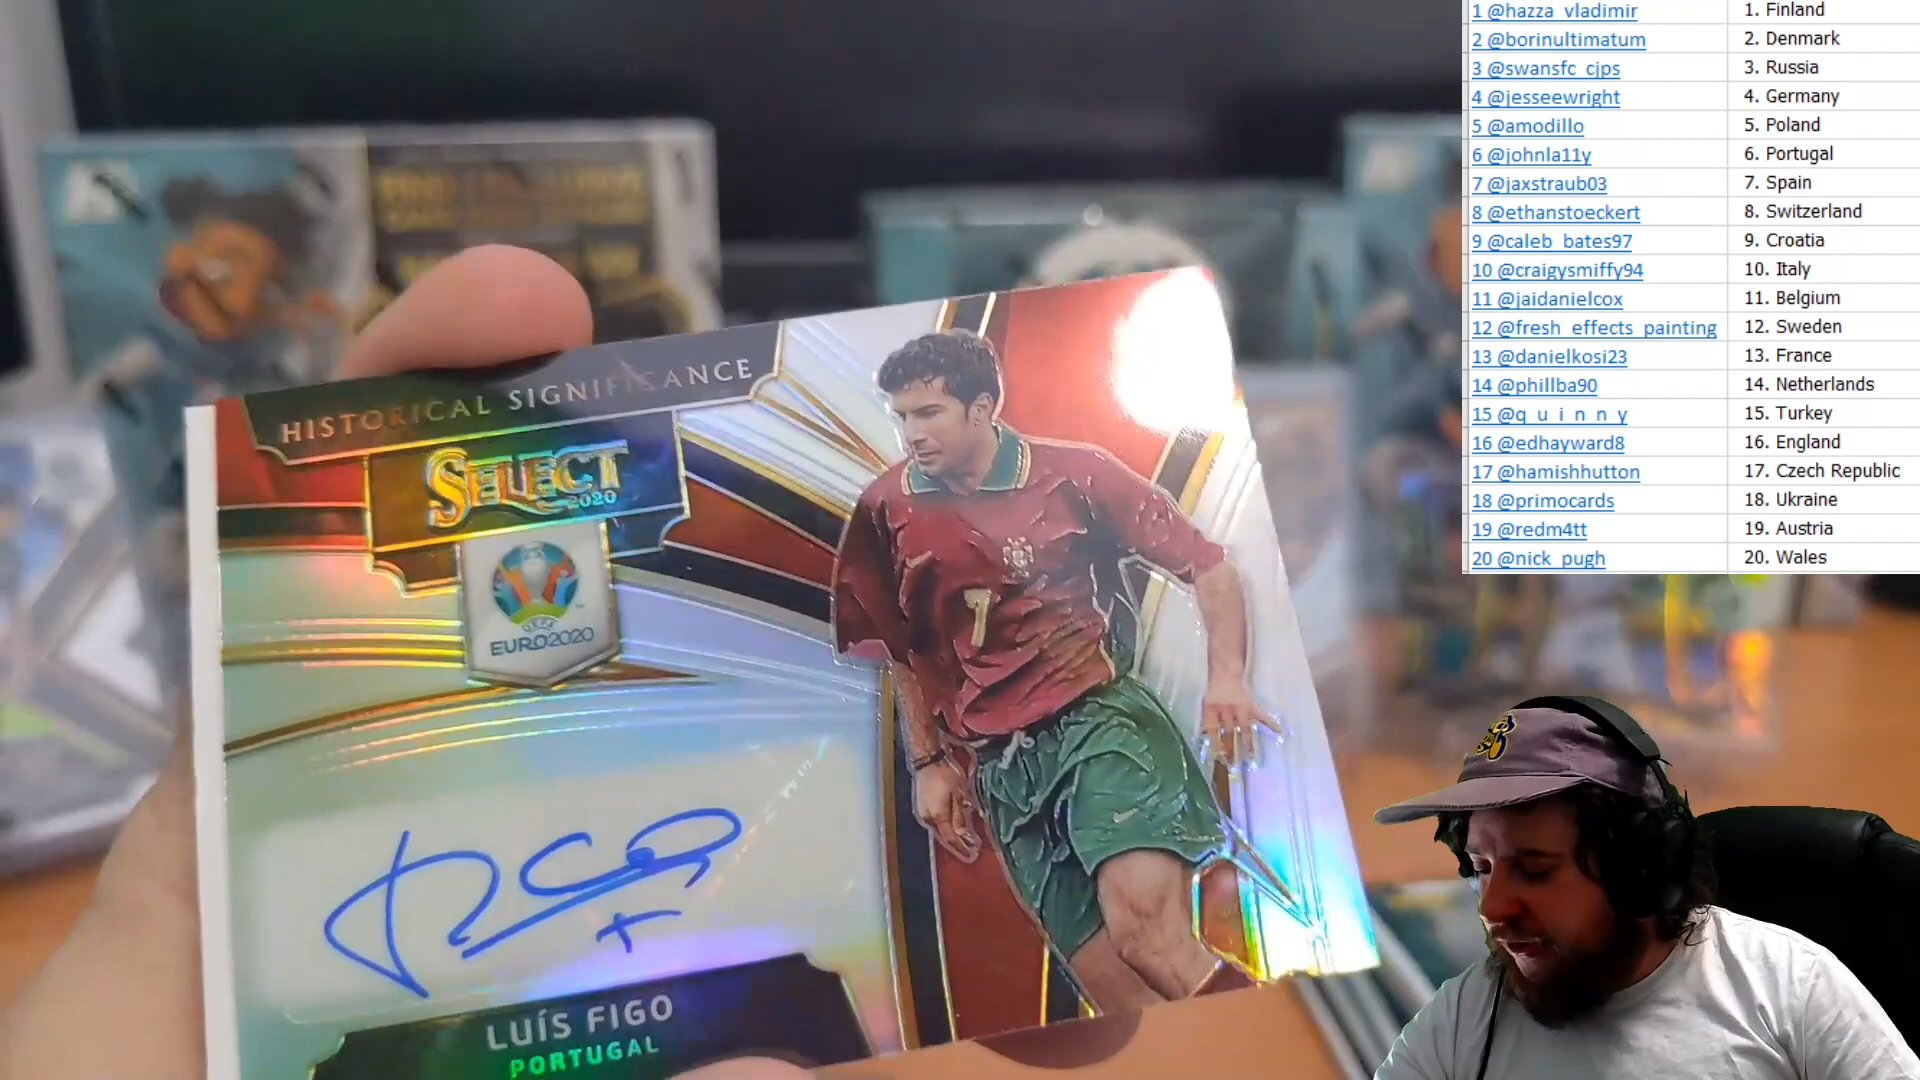 1 @hazza_vladimir 1. Finland
2 @borinultimatum 2. Denmark
3 @swansfc_cjps 3. Russia
4 @jesseewright 4. Germany
5 @amodillo 5. Poland
6 @johnla11y 6. Portugal
7 @jaxstraub03 7. Spain
8 @ethanstoeckert 8. Switzerland
9 @caleb_bates97 9. Croatia
10 @craigysmiffy94 10. Italy
11 @jaidanielcox 11. Belgium
12 @fresh_effects_painting 12. Sweden
13 @danielkosi23 13. France
14 @phillba90 14. Netherlands
15 @q_u_i_n_n_y 15. Turkey
16 @edhayward8 16. England
17 @hamishhutton 17. Czech Republic
18 @primocards 18. Ukraine
19 @redm4tt 19. Austria
20 @nick_pugh 20. Wales
HISTORICAL SIGNIFICANCE
SELECT
2020
UEFA
EURO2020
7
LUÍS FIGO
PORTUGAL